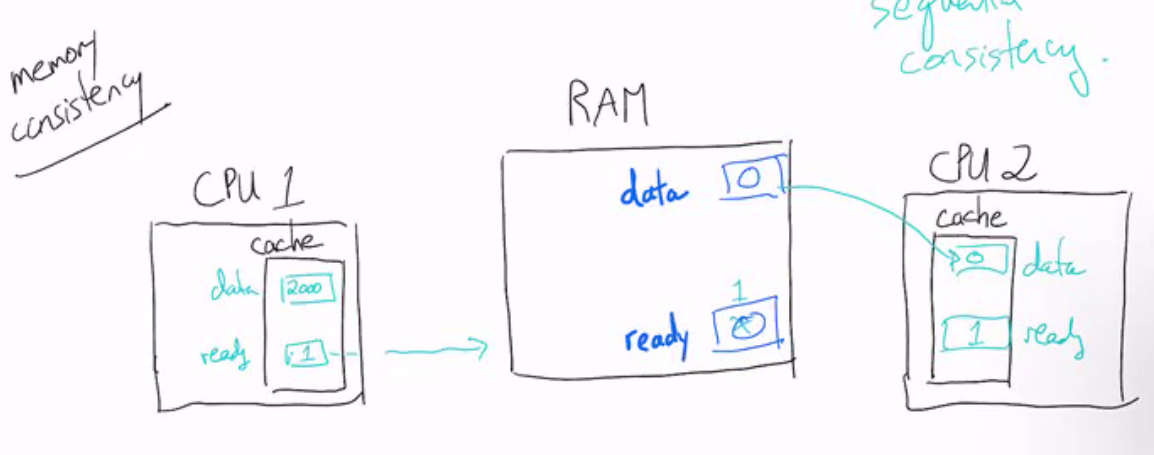 memory
consistency
sequential
consistency.
RAM
CPU 1
cache
data 2000
ready 1
data 0
1
ready 0
CPU 2
cache
0 data
1 ready